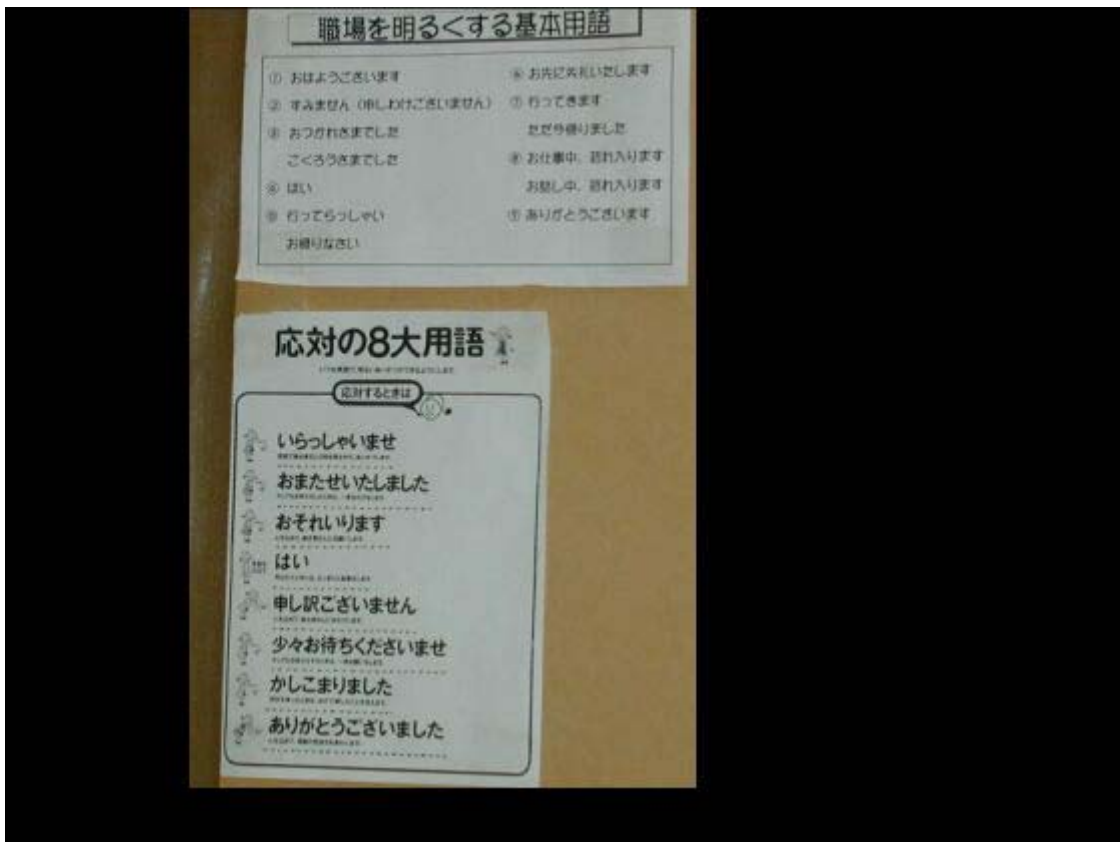 職場を明るくする基本用語
① おはようございます
② すみません（申しわけございません）
③ おつかれさまでした
ごくろうさまでした
④ はい
⑤ 行ってらっしゃい
お帰りなさい
⑥ お先に失礼いたします
⑦ 行ってきます
ただ今帰りました
⑧ お仕事中、恐れ入ります
お話し中、恐れ入ります
⑨ ありがとうございます
応対の8大用語
応対するときは
いらっしゃいませ
おまたせいたしました
おそれいります
はい
申し訳ございません
少々お待ちくださいませ
かしこまりました
ありがとうございました